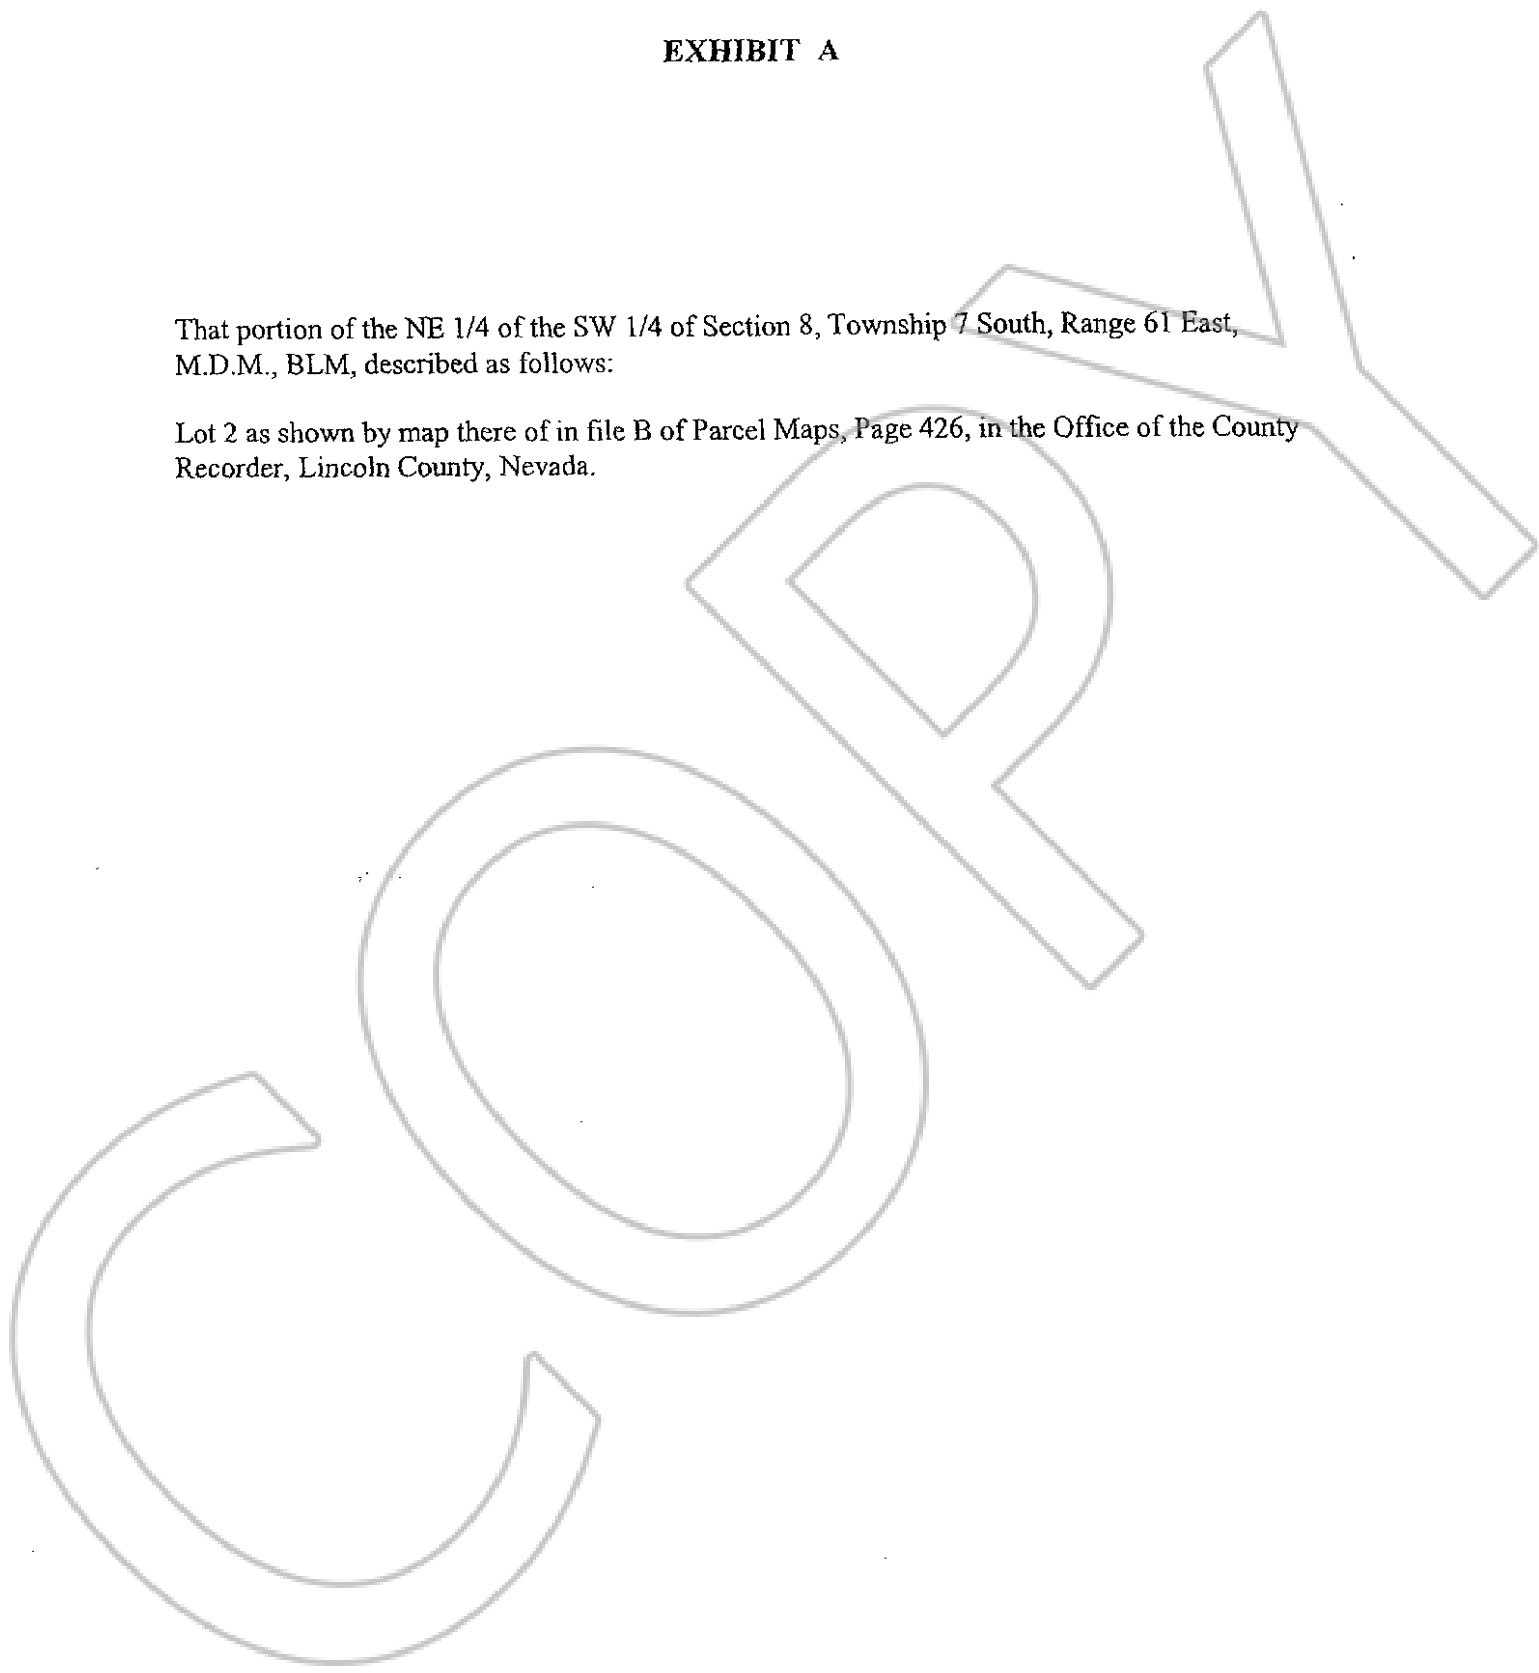 EXHIBIT A
That portion of the NE 1/4 of the SW 1/4 of Section 8, Township 7 South, Range 61 East,
M.D.M., BLM, described as follows:
Lot 2 as shown by map there of in file B of Parcel Maps, Page 426, in the Office of the County
Recorder, Lincoln County, Nevada.
COPY